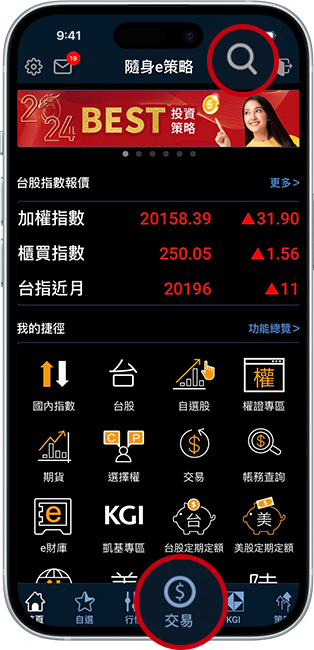 9:41
19
隨身e策略
2024 BEST 投資
策略
台股指數報價 更多>
加權指數 20158.39 ▲31.90
櫃買指數 250.05 ▲1.56
台指近月 20196 ▲11
我的捷徑 功能總覽>
台 權
國內指數 台股 自選股 權證專區
C P $ $
期貨 選擇權 交易 帳務查詢
e KGI $ 台 $ 美
e財庫 凱基專區 台股定期定額 美股定期定額
$
自選 交易 KGI